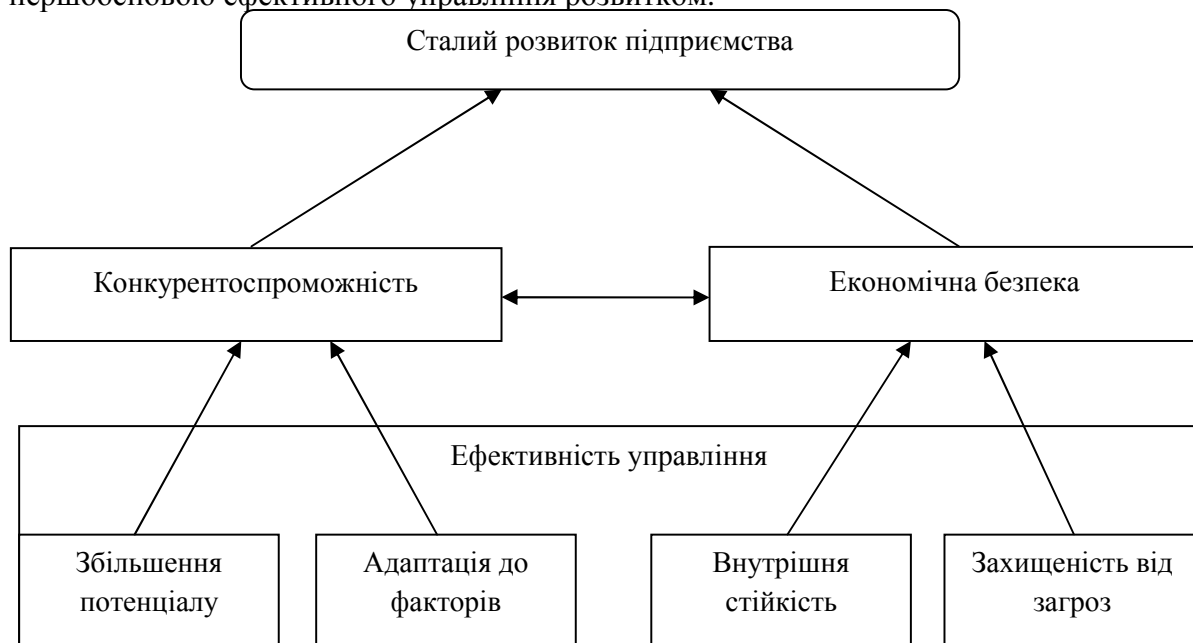 першоосновою ефективного управління розвитком.
Сталий розвиток підприємства
Конкурентоспроможність
Економічна безпека
Ефективність управління
Збільшення
потенціалу
Адаптація до
факторів
Внутрішня
стійкість
Захищеність від
загроз